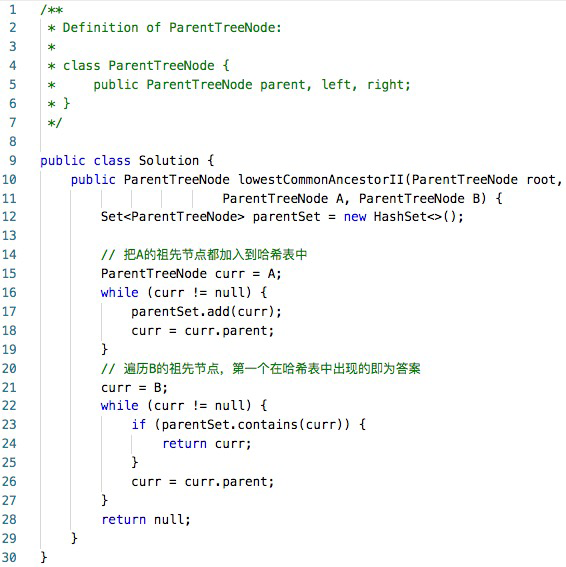 1 /**
2  * Definition of ParentTreeNode:
3  *
4  * class ParentTreeNode {
5  *     public ParentTreeNode parent, left, right;
6  * }
7  */
8
9 public class Solution {
10     public ParentTreeNode lowestCommonAncestorII(ParentTreeNode root,
11                         ParentTreeNode A, ParentTreeNode B) {
12         Set<ParentTreeNode> parentSet = new HashSet<>();
13
14         // 把A的祖先节点都加入到哈希表中
15         ParentTreeNode curr = A;
16         while (curr != null) {
17             parentSet.add(curr);
18             curr = curr.parent;
19         }
20         // 遍历B的祖先节点，第一个在哈希表中出现的即为答案
21         curr = B;
22         while (curr != null) {
23             if (parentSet.contains(curr)) {
24                 return curr;
25             }
26             curr = curr.parent;
27         }
28         return null;
29     }
30 }